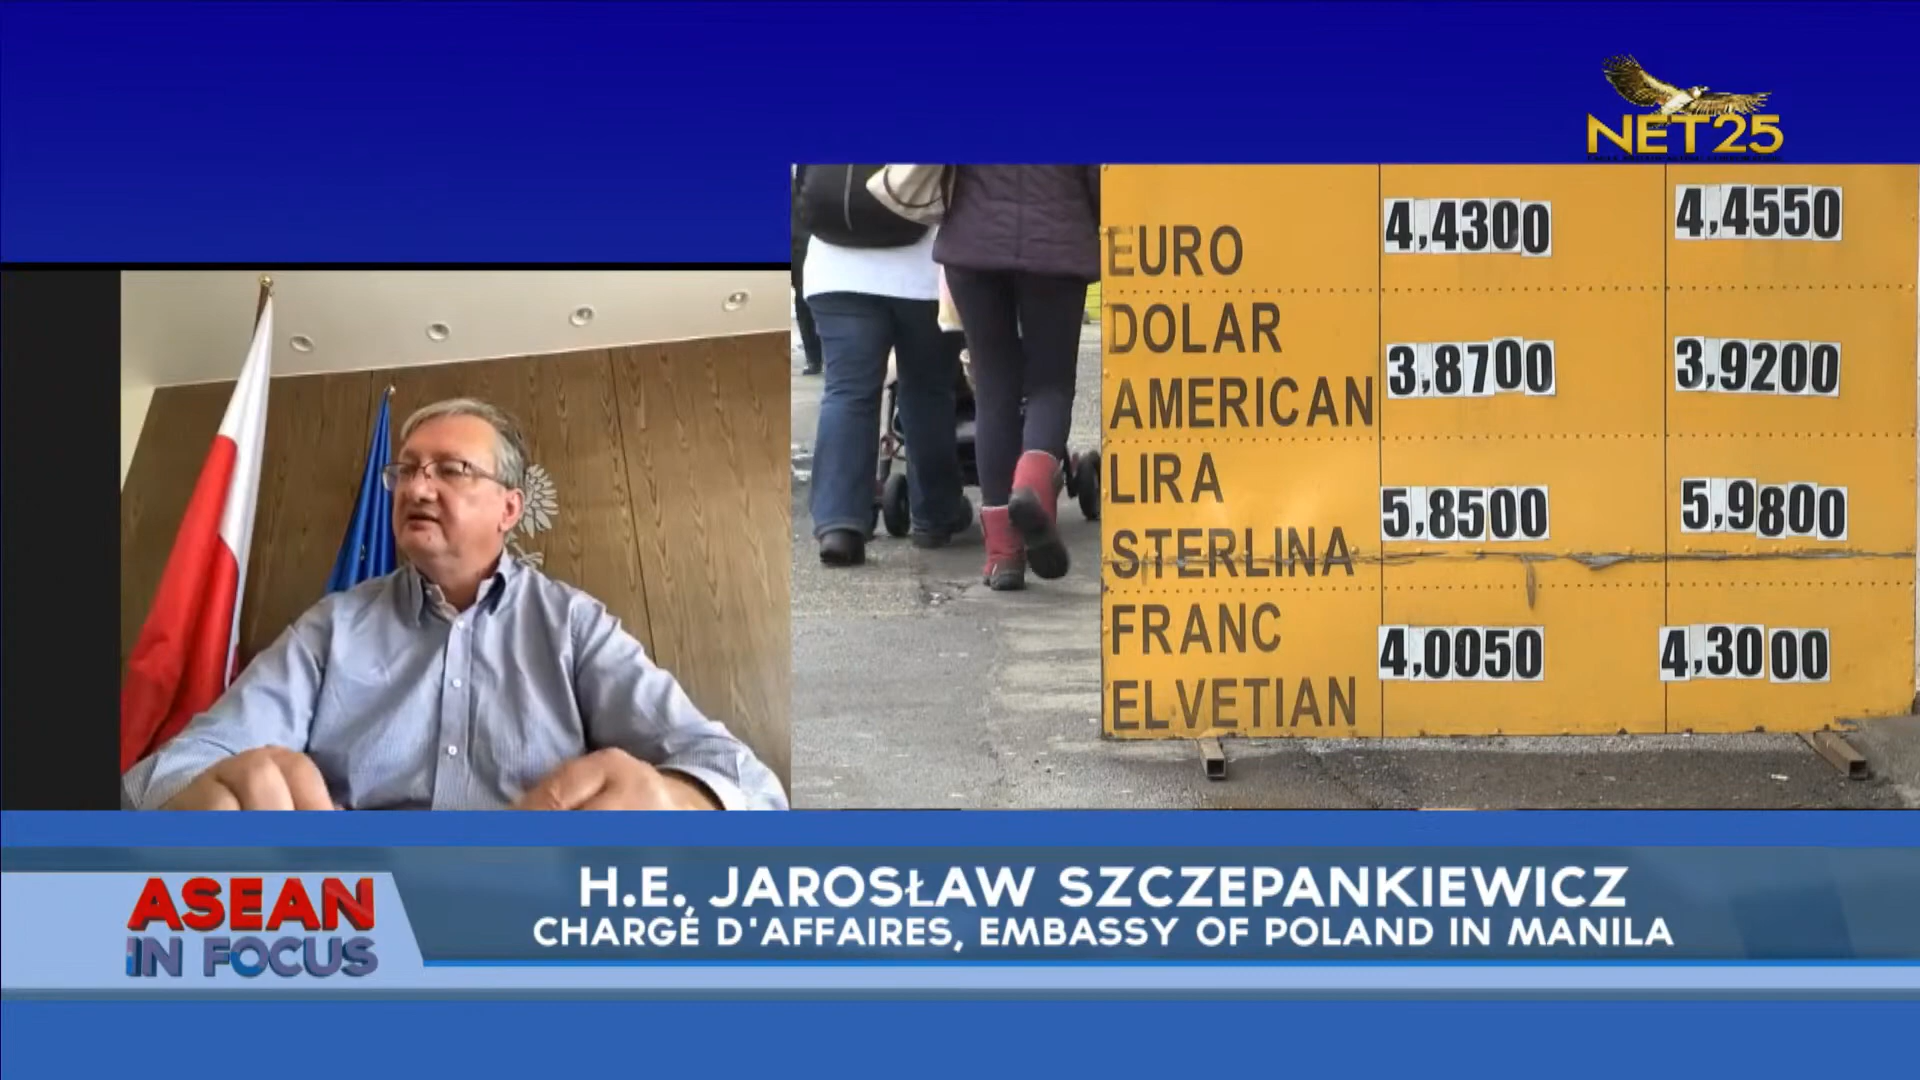 NET25
EURO 4,4300 4,4550
DOLAR
AMERICAN 3,8700 3,9200
LIRA
STERLINA 5,8500 5,9800
FRANC
ELVETIAN 4,0050 4,3000
ASEAN
IN FOCUS
H.E. JAROSŁAW SZCZEPANKIEWICZ
CHARGÉ D'AFFAIRES, EMBASSY OF POLAND IN MANILA